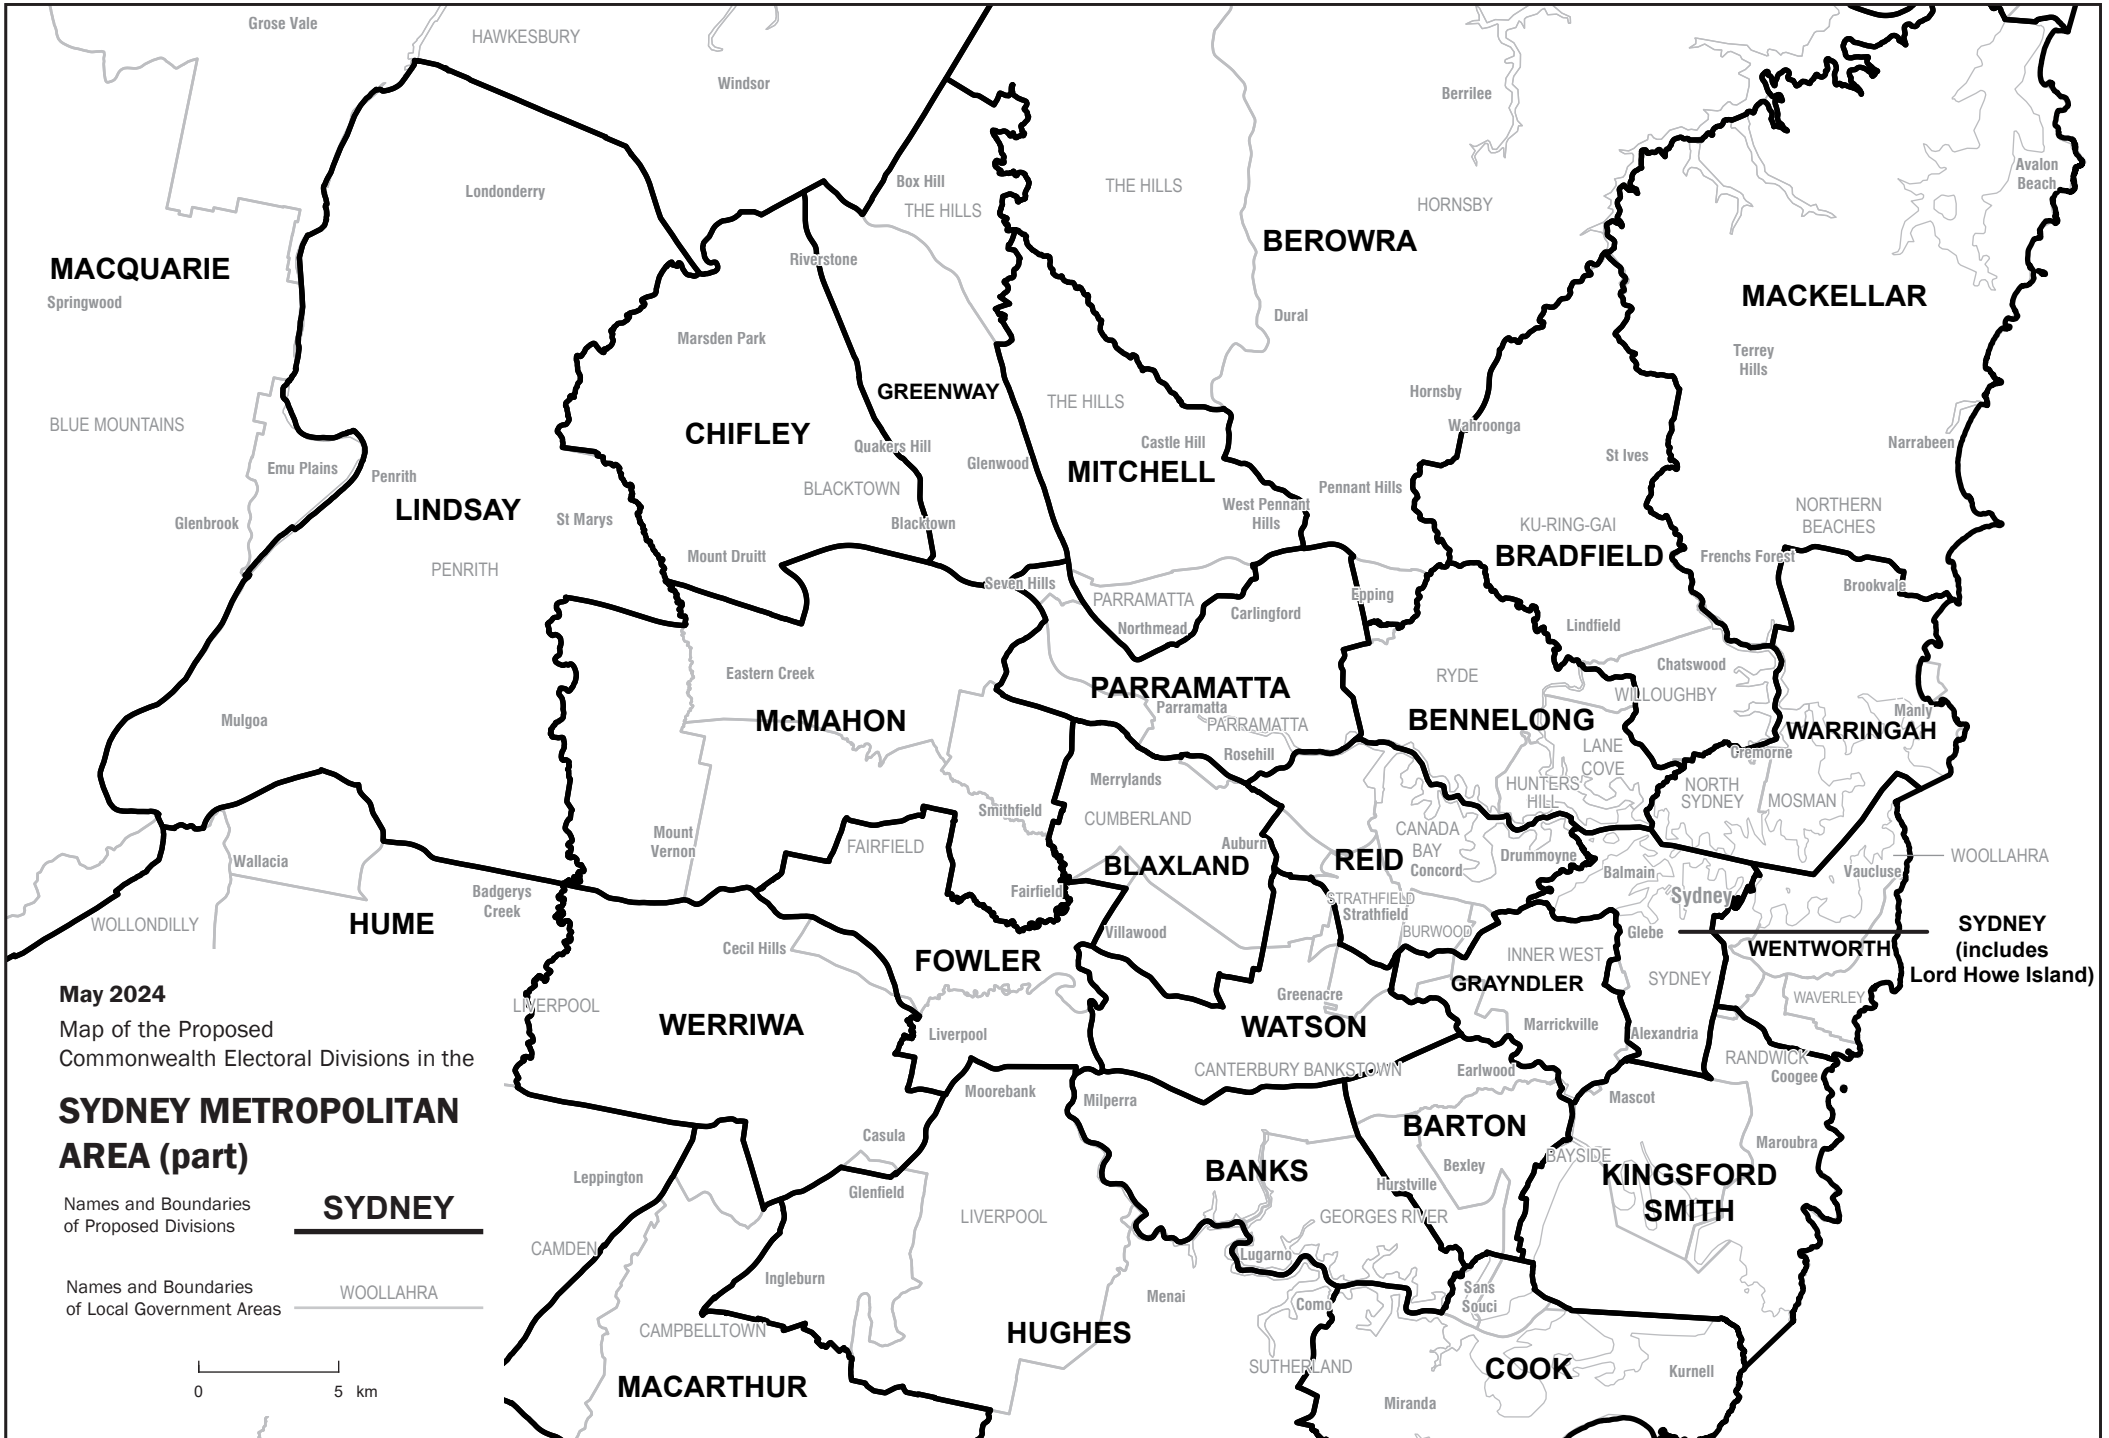 Grose Vale
HAWKESBURY
Windsor
Berrilee
Avalon
Beach
Londonderry
Box Hill
THE HILLS
THE HILLS
HORNSBY
BEROWRA
MACQUARIE
Springwood
Riverstone
MACKELLAR
Dural
Marsden Park
Terrey
Hills
GREENWAY
THE HILLS
Hornsby
BLUE MOUNTAINS
CHIFLEY
Wahroonga
Quakers Hill
Castle Hill
Narrabeen
Emu Plains
Penrith
Glenwood
MITCHELL
St Ives
LINDSAY
BLACKTOWN
Pennant Hills
Glenbrook
St Marys
Blacktown
West Pennant
Hills
KU-RING-GAI
NORTHERN
BEACHES
PENRITH
Mount Druitt
BRADFIELD
Frenchs Forest
Seven Hills
Brookvale
PARRAMATTA
Carlingford
Epping
Northmead
Lindfield
Eastern Creek
RYDE
Chatswood
PARRAMATTA
WILLOUGHBY
Mulgoa
McMAHON
Parramatta
PARRAMATTA
BENNELONG
Manly
WARRINGAH
Rosehill
LANE
COVE
Cremorne
Merrylands
HUNTERS
HILL
NORTH
SYDNEY
MOSMAN
Smithfield
CUMBERLAND
Mount
Vernon
FAIRFIELD
Auburn
CANADA
BAY
Concord
Drummoyne
WOOLLAHRA
Wallacia
BLAXLAND
REID
Balmain
Vaucluse
Badgerys
Creek
Fairfield
STRATHFIELD
Strathfield
Sydney
WOLLONDILLY
HUME
Villawood
BURWOOD
Glebe
SYDNEY
(includes
Lord Howe Island)
Cecil Hills
FOWLER
INNER WEST
WENTWORTH
GRAYNDLER
SYDNEY
May 2024
LIVERPOOL
Greenacre
WAVERLEY
Map of the Proposed
Commonwealth Electoral Divisions in the
WERRIWA
Liverpool
WATSON
Marrickville
Alexandria
SYDNEY METROPOLITAN
AREA (part)
CANTERBURY BANKSTOWN
Earlwood
RANDWICK
Coogee
Moorebank
Milperra
Mascot
Casula
BARTON
Maroubra
Names and Boundaries
of Proposed Divisions
SYDNEY
Leppington
Glenfield
BANKS
Bexley
BAYSIDE
KINGSFORD
SMITH
Hurstville
LIVERPOOL
GEORGES RIVER
CAMDEN
Lugarno
Names and Boundaries
of Local Government Areas
WOOLLAHRA
Ingleburn
Menai
Como
Sans
Souci
CAMPBELLTOWN
HUGHES
SUTHERLAND
COOK
Kurnell
0 5 km
MACARTHUR
Miranda